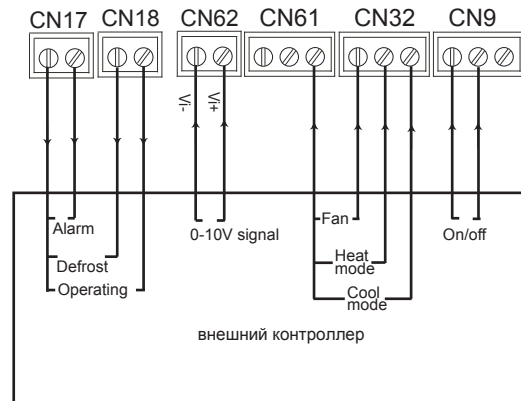 CN17 CN18 CN62 CN61 CN32 CN9
Vi- Vi+
Alarm
Defrost
Operating
0-10V signal
Fan
Heat
mode
Cool
mode
On/off
внешний контроллер